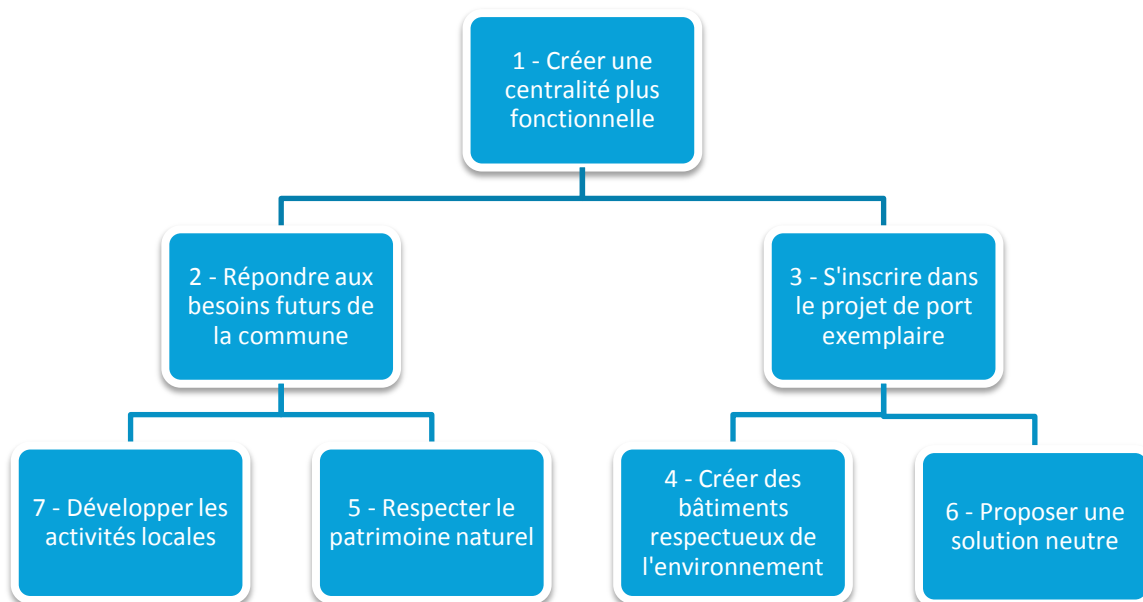 1 - Créer une
centralité plus
fonctionnelle
2 - Répondre aux
besoins futurs de
la commune
3 - S'inscrire dans
le projet de port
exemplaire
7 - Développer les
activités locales
5 - Respecter le
patrimoine naturel
4 - Créer des
bâtiments
respectueux de
l'environnement
6 - Proposer une
solution neutre